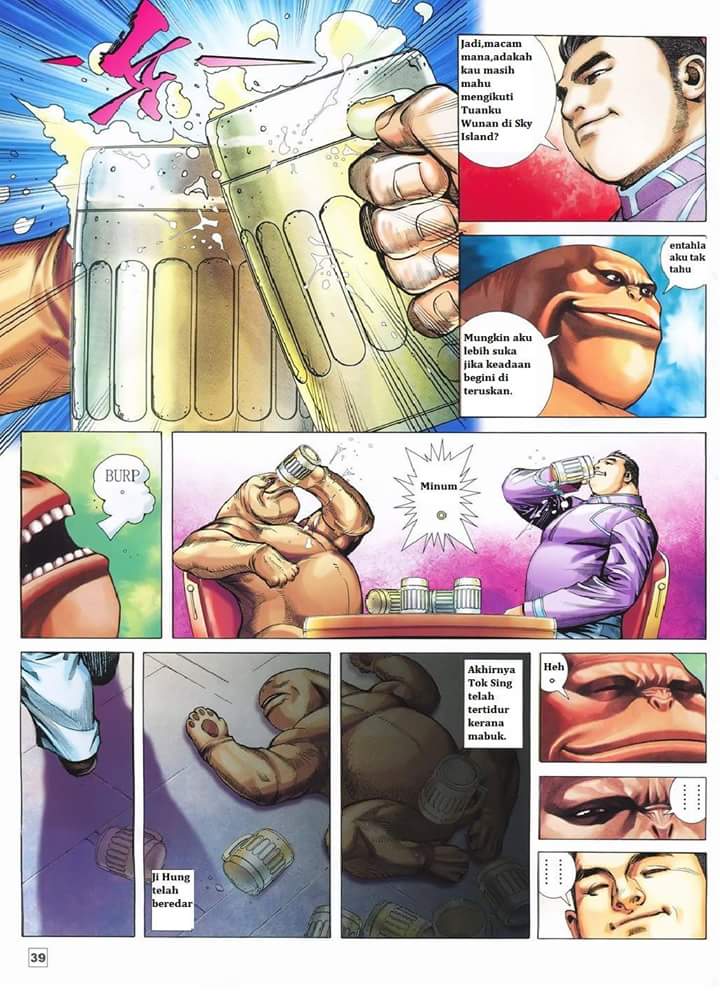 Jadi,macam
mana,adakah
kau masih
mahu
mengikuti
Tuanku
Wunan di Sky
Island?
entahla
aku tak
tahu
Mungkin aku
lebih suka
jika keadaan
begini di
teruskan.
BURP
Minum
Heh
Akhirnya
Tok Sing
telah
tertidur
kerana
mabuk.
Ji Hung
telah
beredar
39